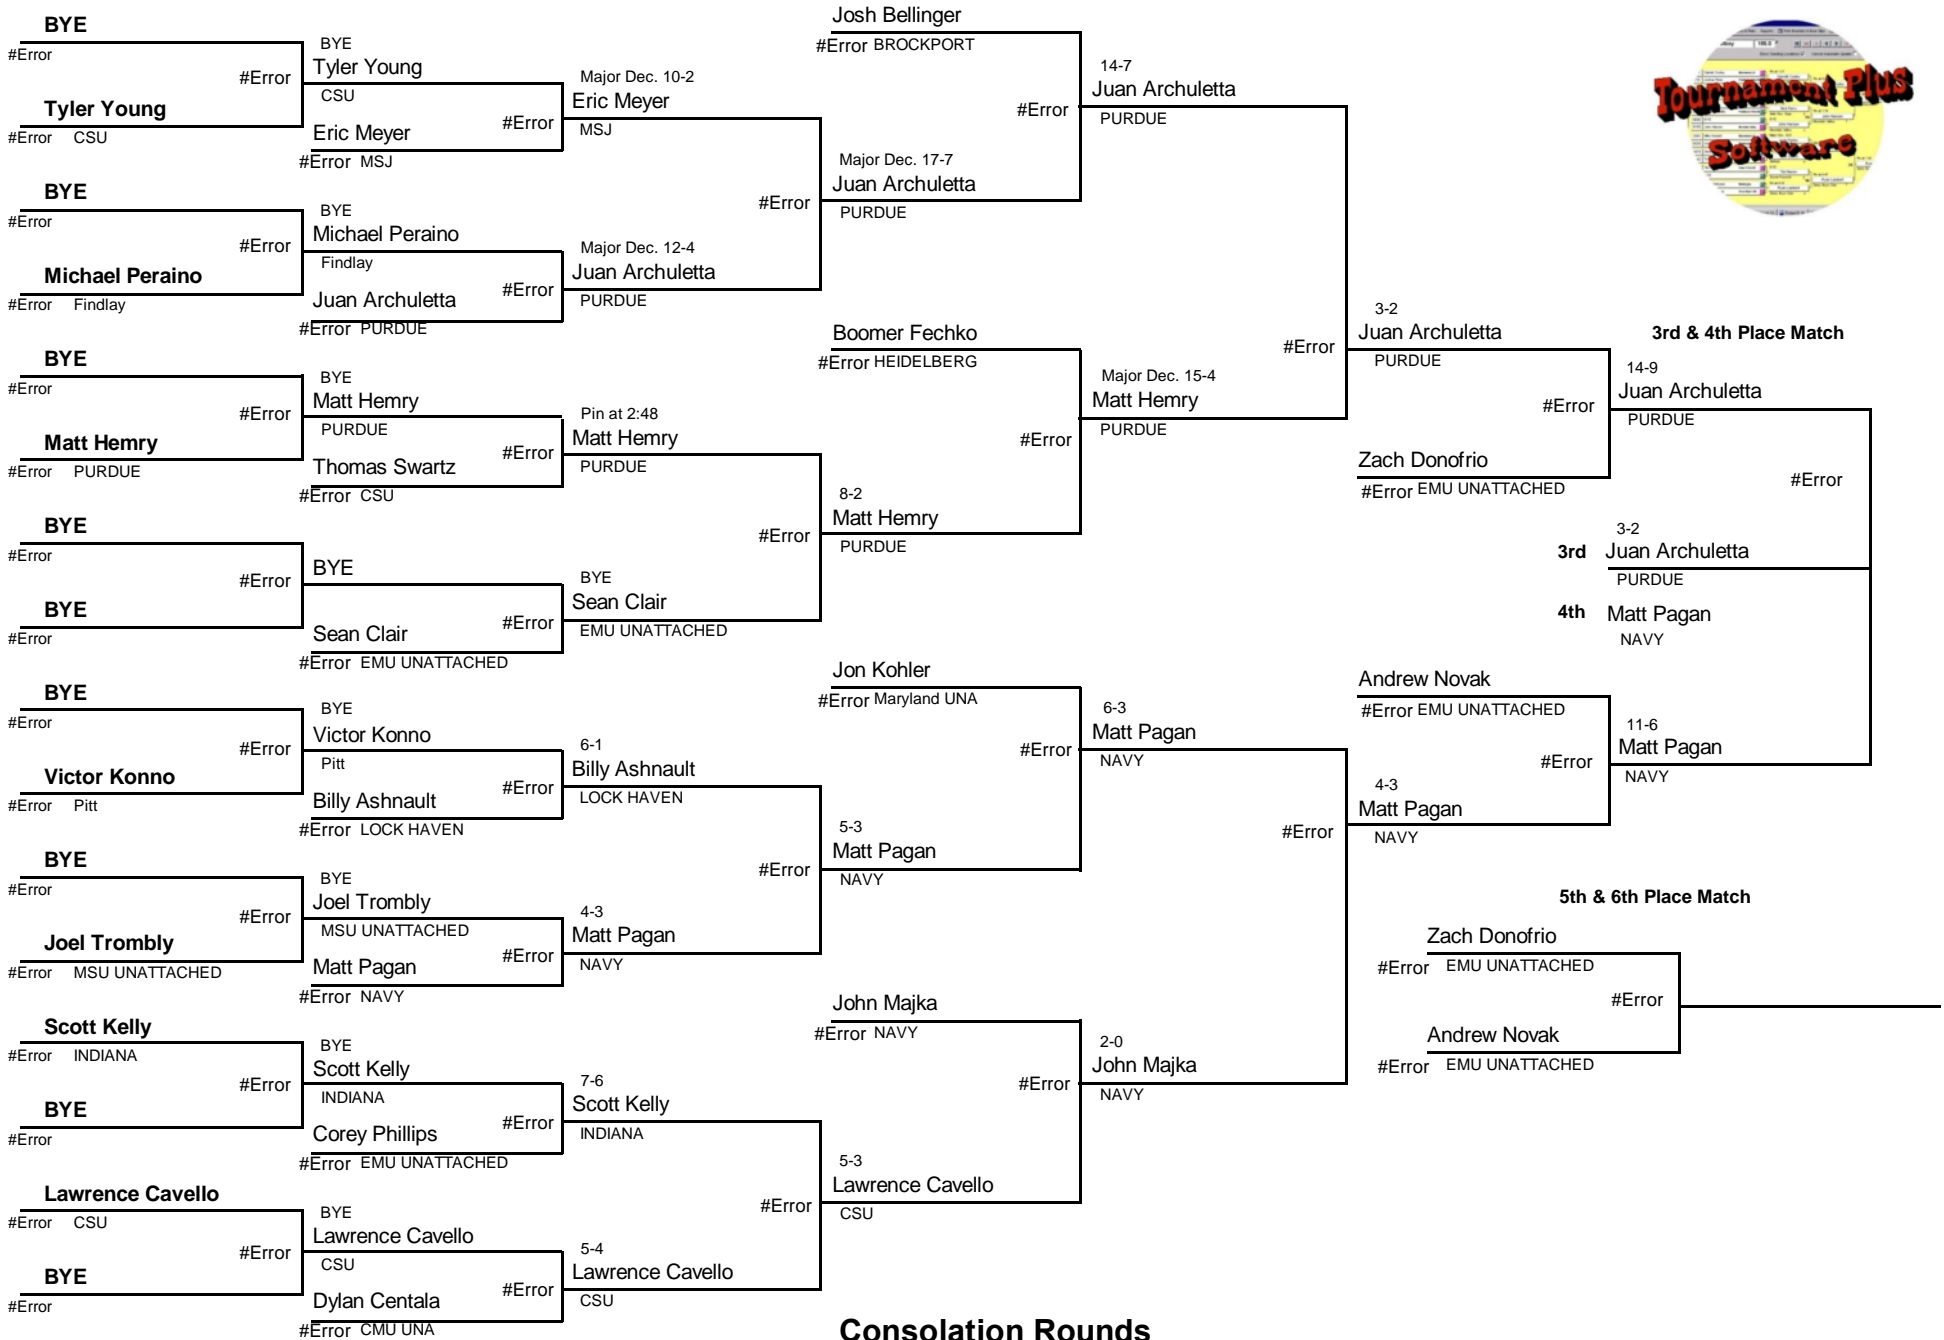 BYE
#Error
#Error
Tyler Young
#Error CSU
BYE
#Error
#Error
Michael Peraino
#Error Findlay
BYE
#Error
#Error
Matt Hemry
#Error PURDUE
BYE
#Error
#Error
BYE
#Error
BYE
#Error
#Error
Victor Konno
#Error Pitt
BYE
#Error
#Error
Joel Trombly
#Error MSU UNATTACHED
Scott Kelly
#Error INDIANA
#Error
BYE
#Error
Lawrence Cavello
#Error CSU
#Error
BYE
#Error
BYE
Tyler Young
CSU
#Error
Eric Meyer
#Error MSJ
BYE
Michael Peraino
Findlay
#Error
Juan Archuletta
#Error PURDUE
BYE
Matt Hemry
PURDUE
#Error
Thomas Swartz
#Error CSU
BYE
#Error
Sean Clair
#Error EMU UNATTACHED
BYE
Victor Konno
Pitt
#Error
Billy Ashnault
#Error LOCK HAVEN
BYE
Joel Trombly
MSU UNATTACHED
#Error
Matt Pagan
#Error NAVY
BYE
Scott Kelly
INDIANA
#Error
Corey Phillips
#Error EMU UNATTACHED
BYE
Lawrence Cavello
CSU
#Error
Dylan Centala
#Error CMU UNA
Major Dec. 10-2
Eric Meyer
MSJ
#Error
Major Dec. 12-4
Juan Archuletta
PURDUE
Pin at 2:48
Matt Hemry
PURDUE
#Error
BYE
Sean Clair
EMU UNATTACHED
6-1
Billy Ashnault
LOCK HAVEN
#Error
4-3
Matt Pagan
NAVY
7-6
Scott Kelly
INDIANA
#Error
5-4
Lawrence Cavello
CSU
Josh Bellinger
#Error BROCKPORT
#Error
Major Dec. 17-7
Juan Archuletta
PURDUE
Boomer Fechko
#Error HEIDELBERG
#Error
8-2
Matt Hemry
PURDUE
Jon Kohler
#Error Maryland UNA
#Error
5-3
Matt Pagan
NAVY
John Majka
#Error NAVY
#Error
5-3
Lawrence Cavello
CSU
14-7
Juan Archuletta
PURDUE
#Error
Major Dec. 15-4
Matt Hemry
PURDUE
6-3
Matt Pagan
NAVY
#Error
2-0
John Majka
NAVY
3-2
Juan Archuletta
PURDUE
#Error
Zach Donofrio
#Error EMU UNATTACHED
Andrew Novak
#Error EMU UNATTACHED
#Error
4-3
Matt Pagan
NAVY
Tournament Plus
Software
3rd & 4th Place Match
14-9
Juan Archuletta
PURDUE
#Error
3-2
3rd Juan Archuletta
PURDUE
4th Matt Pagan
NAVY
11-6
Matt Pagan
NAVY
5th & 6th Place Match
Zach Donofrio
#Error EMU UNATTACHED
#Error
Andrew Novak
#Error EMU UNATTACHED
Consolation Rounds